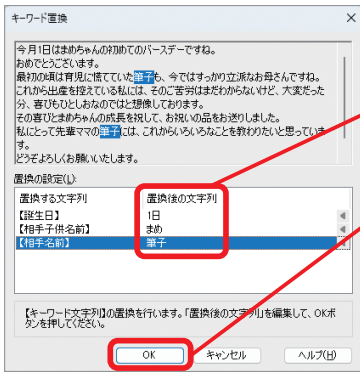 キーワード置換
今月1日はまめちゃんの初めてのバースデーですね。
おめでとうございます。
最初の頃は育児に慌てていた筆子も、今ではすっかり立派なお母さんですね。
これから出産を控えている私には、そのご苦労はまだわからないけど、大変だった
分、喜びもひとしおなのではと想像しております。
その喜びとまめちゃんの成長を祝して、お祝いの品をお送りしました。
私にとって先輩ママの筆子には、これからいろいろなことを教わりたいと思っていま
す。
どうぞよろしくお願いいたします。
置換の設定(L):
置換する文字列 置換後の文字列
【誕生日】 1日
【相手子供名前】 まめ
【相手名前】 筆子
【キーワード文字列】の置換を行います。「置換後の文字列」を編集して、OKボ
タンを押してください。
OK キャンセル ヘルプ(H)